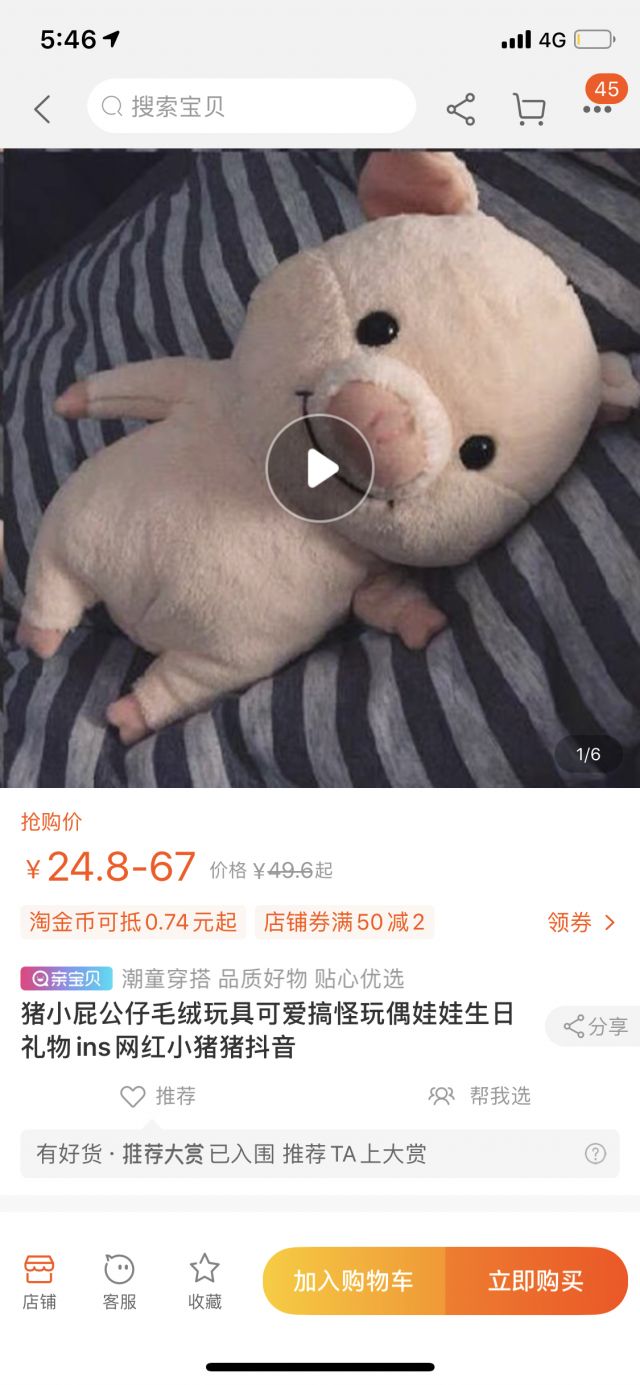 5:46
4G
搜索宝贝
45
1/6
抢购价
￥24.8-67 价格 ￥49.6起
淘金币可抵0.74元起 店铺券满50减2 领券
亲宝贝 潮童穿搭 品质好物 贴心优选
猪小屁公仔毛绒玩具可爱搞怪玩偶娃娃生日
礼物ins网红小猪猪抖音
分享
推荐 帮我选
有好货·推荐大赏 已入围 推荐TA上大赏
店铺 客服 收藏 加入购物车 立即购买